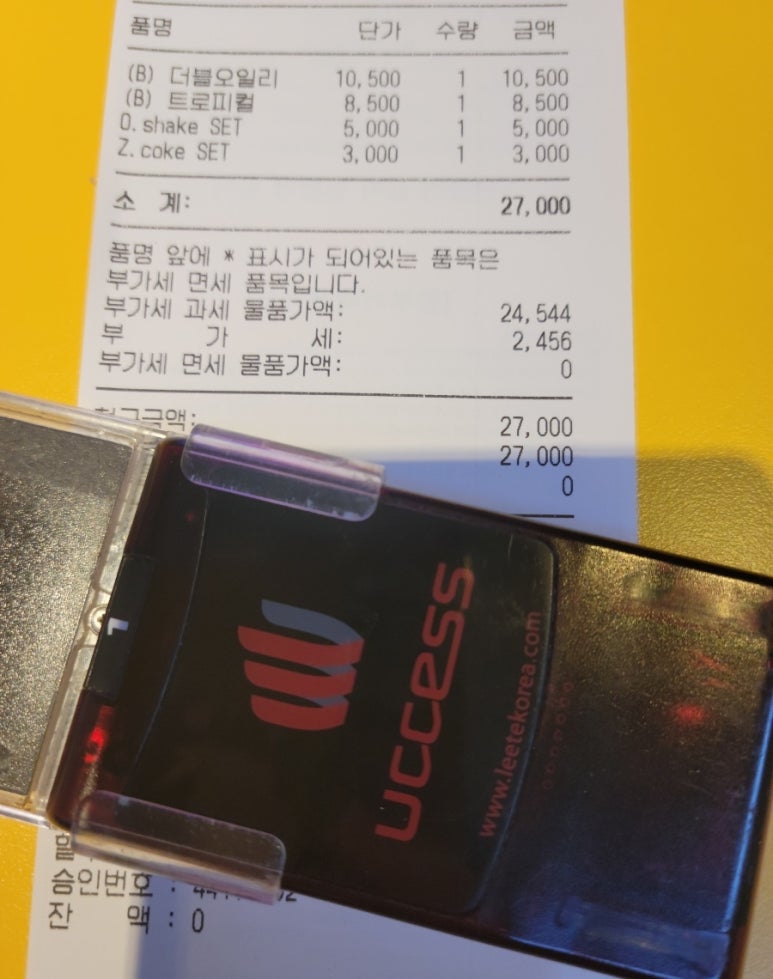 품명 단가 수량 금액
(B) 더블오일리 10,500 1 10,500
(B) 트로피컬 8,500 1 8,500
O.shake SET 5,000 1 5,000
Z.coke SET 3,000 1 3,000
소 계: 27,000
품명 앞에 * 표시가 되어있는 품목은
부가세 면세 품목입니다.
부가세 과세 물품가액: 24,544
부 가 세: 2,456
부가세 면세 물품가액: 0
27,000
27,000
0
1
uccess
www.leetekorea.com
승인번호 :
잔 액 : 0